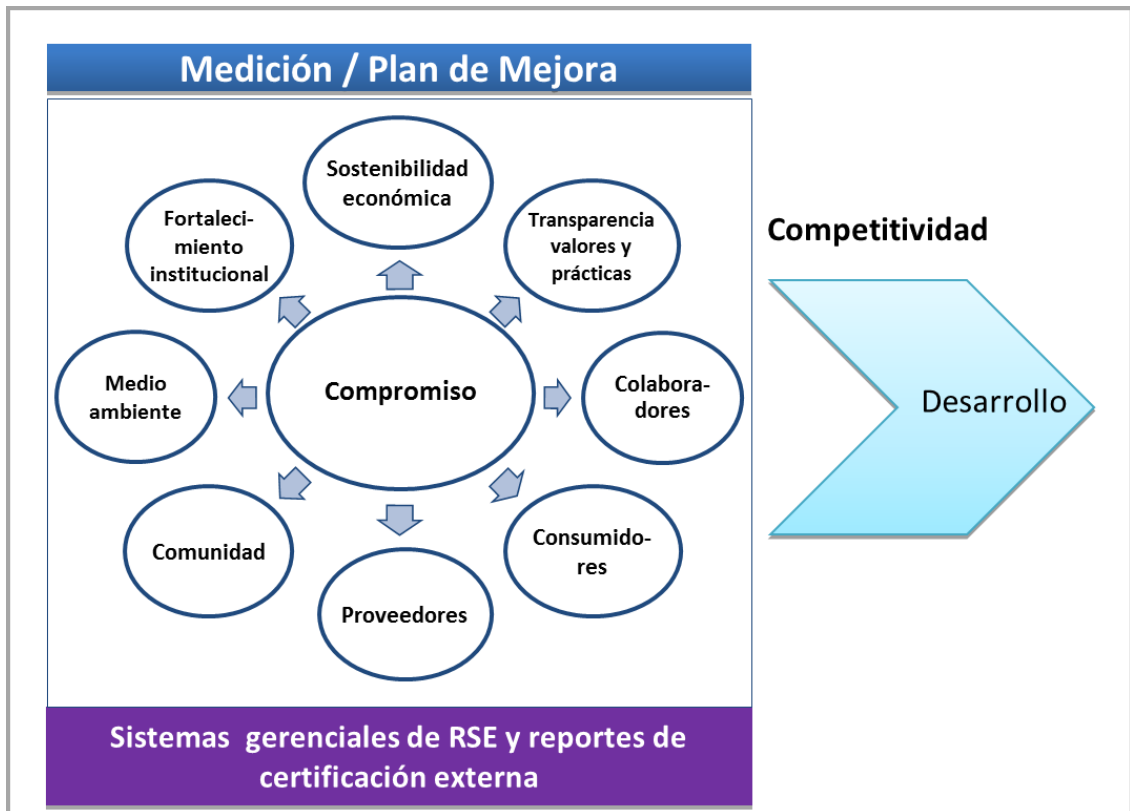 Medición / Plan de Mejora
Sostenibilidad
económica
Transparencia
valores y
prácticas
Colabora-
dores
Consumido-
res
Proveedores
Comunidad
Medio
ambiente
Fortaleci-
miento
institucional
Compromiso
Sistemas gerenciales de RSE y reportes de
certificación externa
Competitividad
Desarrollo